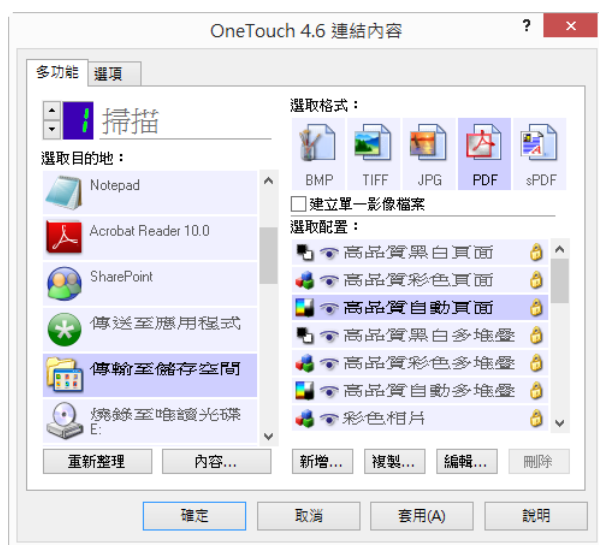 OneTouch 4.6 連結內容
?
×
多功能
選項
1 掃描
選取目的地：
Notepad
Acrobat Reader 10.0
SharePoint
傳送至應用程式
傳輸至儲存空間
燒錄至唯讀光碟
E:
重新整理
內容...
選取格式：
BMP TIFF JPG PDF sPDF
建立單一影像檔案
選取配置：
高品質黑白頁面
高品質彩色頁面
高品質自動頁面
高品質黑白多堆疊
高品質彩色多堆疊
高品質自動多堆疊
彩色相片
新增... 複製... 編輯... 刪除
確定 取消 套用(A) 說明